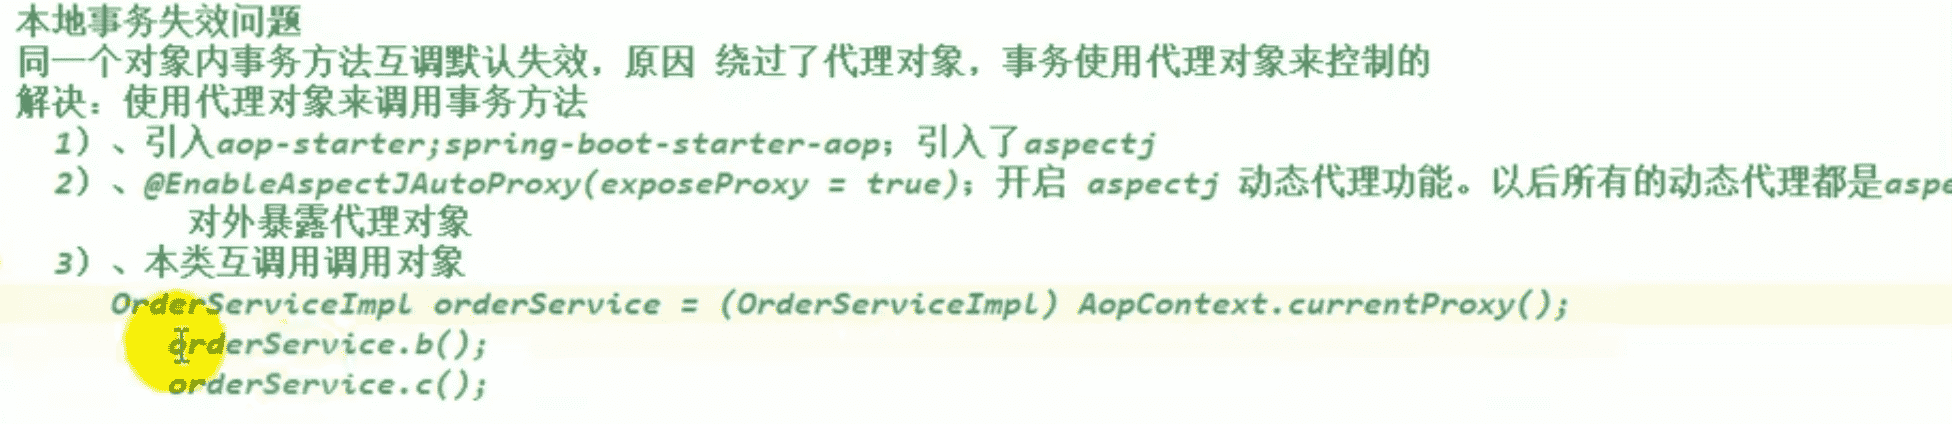 本地事务失效问题
同一个对象内事务方法互调默认失效，原因 绕过了代理对象，事务使用代理对象来控制的
解决：使用代理对象来调用事务方法
1）、引入aop-starter;spring-boot-starter-aop；引入了aspectj
2）、@EnableAspectJAutoProxy(exposeProxy = true)；开启 aspectj 动态代理功能。以后所有的动态代理都是aspe
对外暴露代理对象
3）、本类互调用调用对象
OrderServiceImpl orderService = (OrderServiceImpl) AopContext.currentProxy();
orderService.b();
orderService.c();